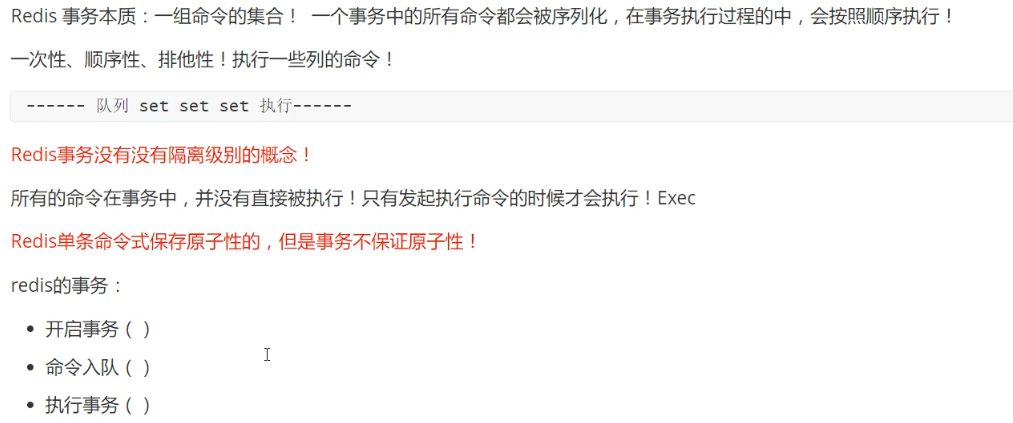 Redis 事务本质：一组命令的集合！ 一个事务中的所有命令都会被序列化，在事务执行过程的中，会按照顺序执行！
一次性、顺序性、排他性！执行一些列的命令！
------ 队列 set set set 执行------
Redis事务没有没有隔离级别的概念！
所有的命令在事务中，并没有直接被执行！只有发起执行命令的时候才会执行！Exec
Redis单条命令式保存原子性的，但是事务不保证原子性！
redis的事务：
• 开启事务（ ）
• 命令入队（ ）
• 执行事务（ ）